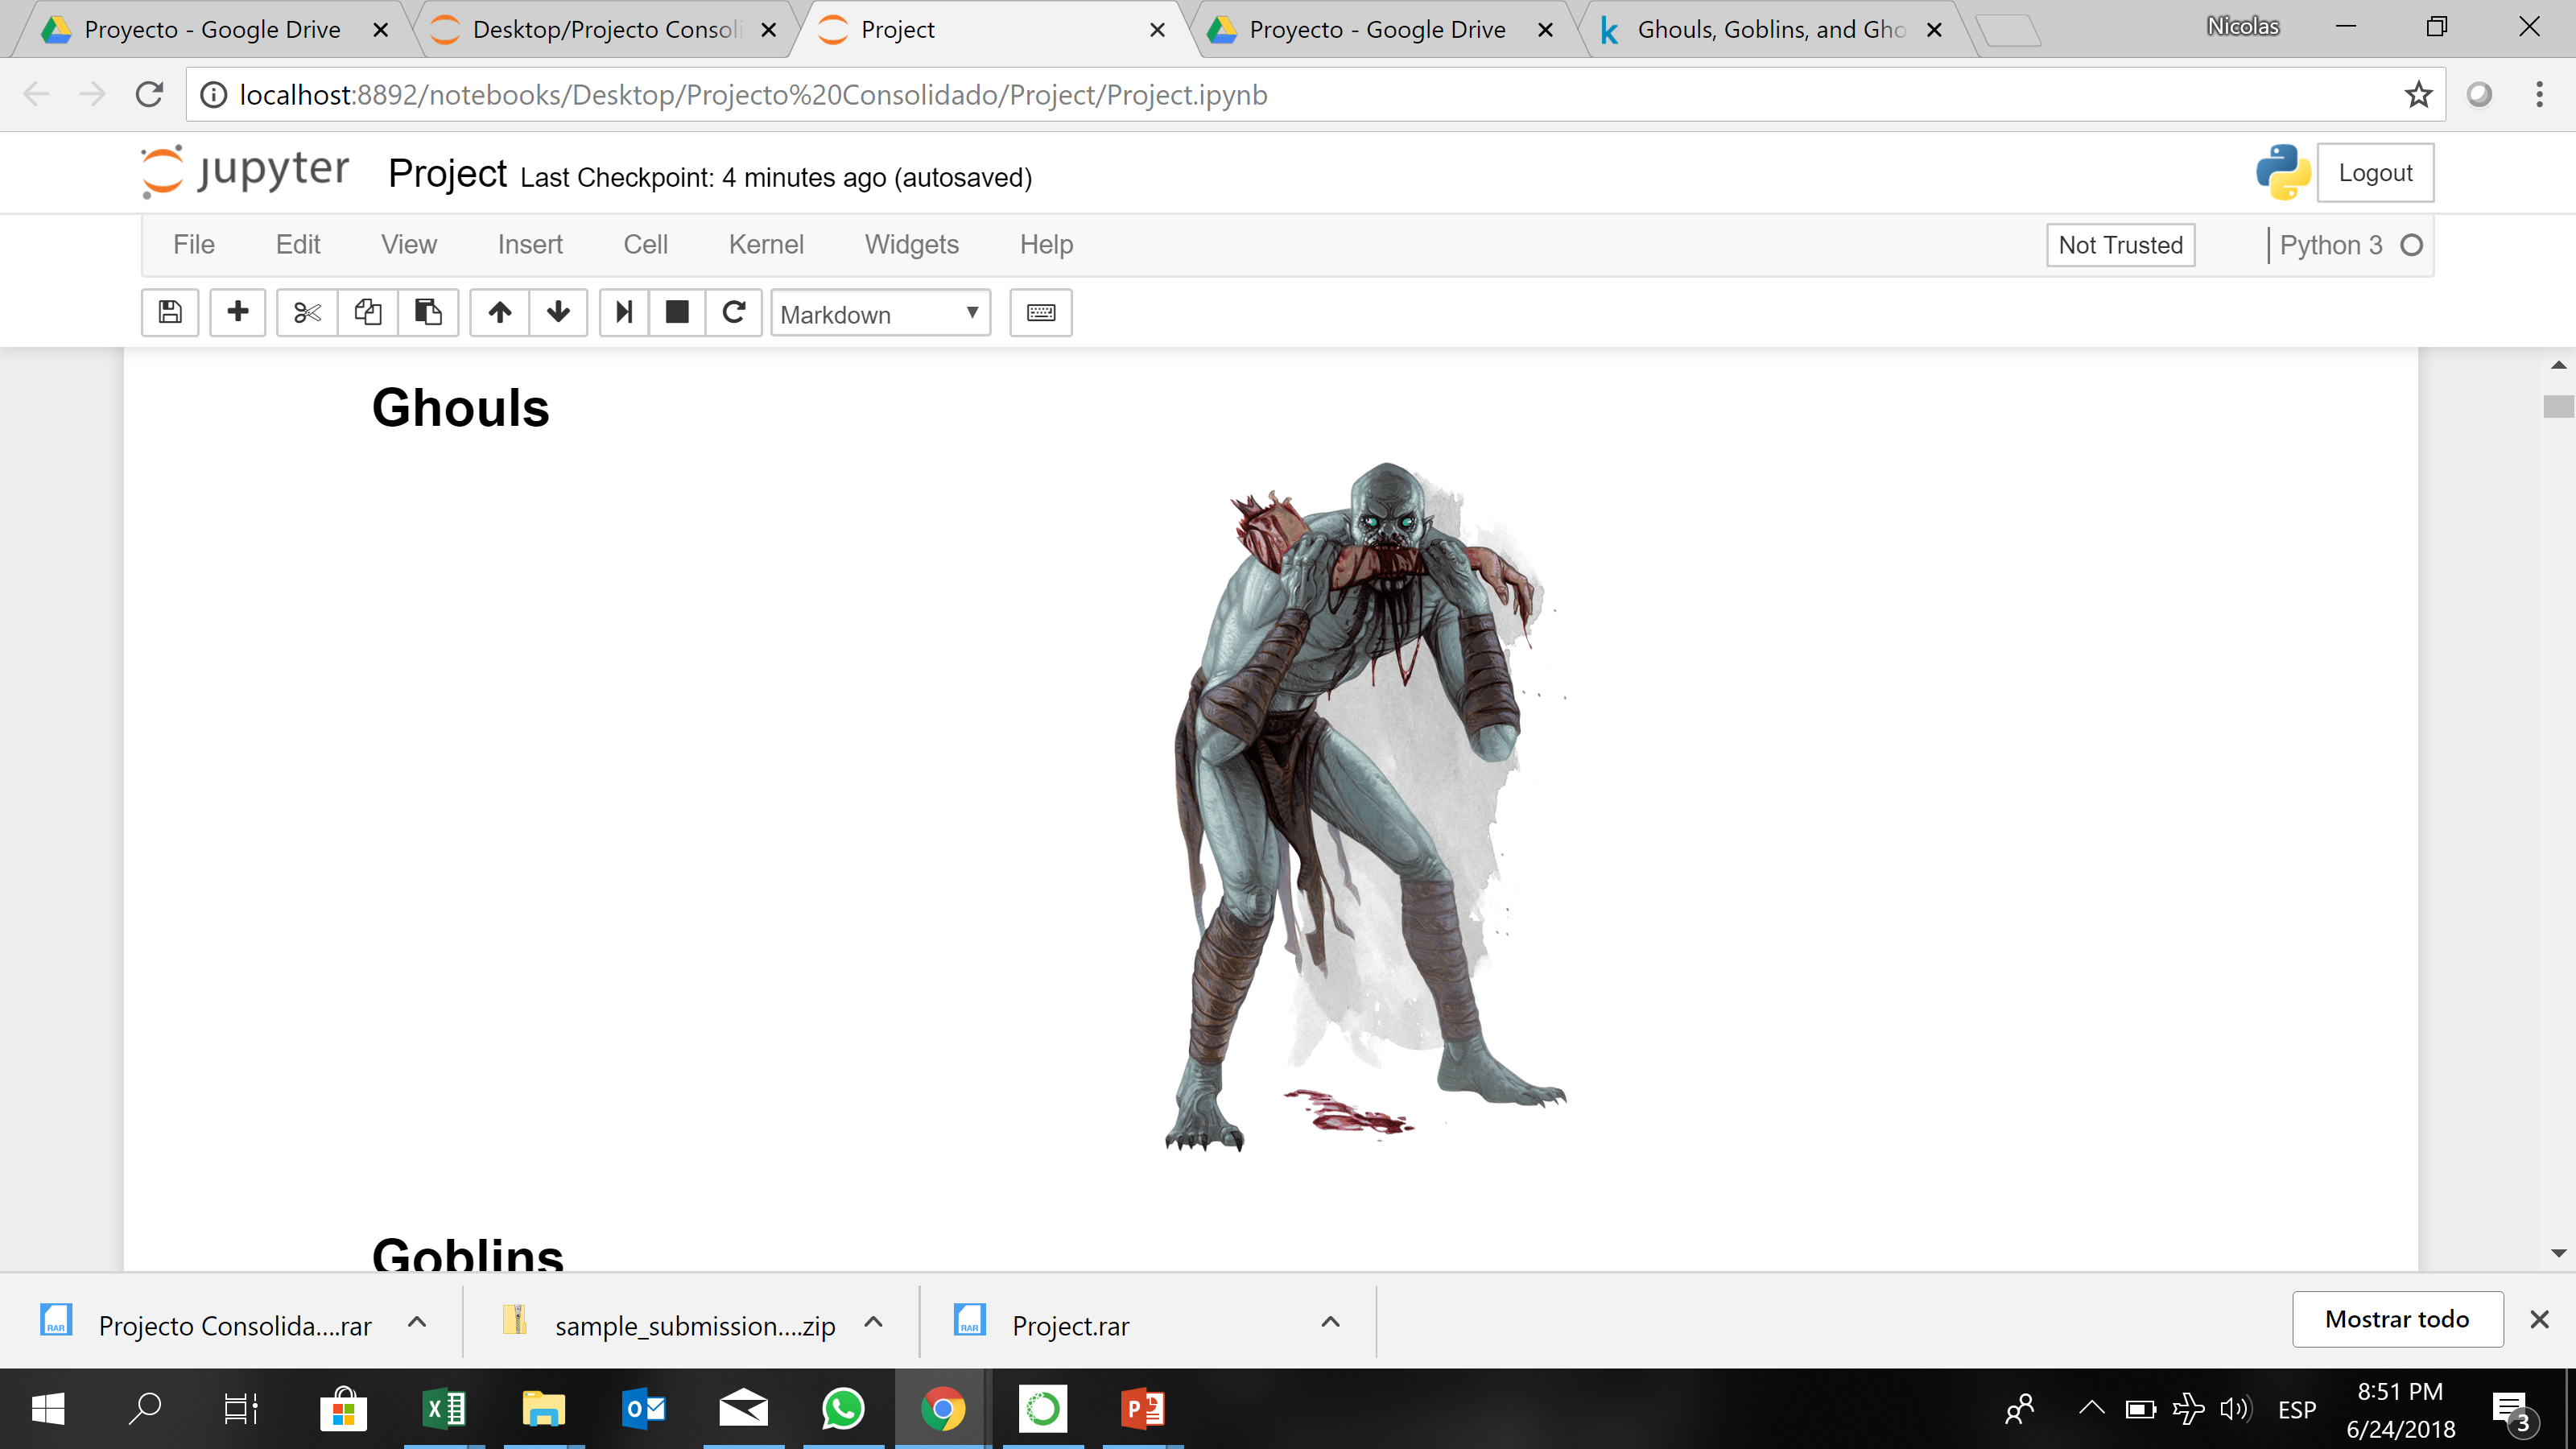 Proyecto - Google Drive
Desktop/Projecto Consoli
Project
Proyecto - Google Drive
Ghouls, Goblins, and Gho
Nicolas
localhost:8892/notebooks/Desktop/Projecto%20Consolidado/Project/Project.ipynb
jupyter
Project Last Checkpoint: 4 minutes ago (autosaved)
Logout
File Edit View Insert Cell Kernel Widgets Help
Not Trusted
Python 3
Markdown
Ghouls
Goblins
Projecto Consolida....rar
sample_submission....zip
Project.rar
Mostrar todo
ESP
8:51 PM
6/24/2018
3